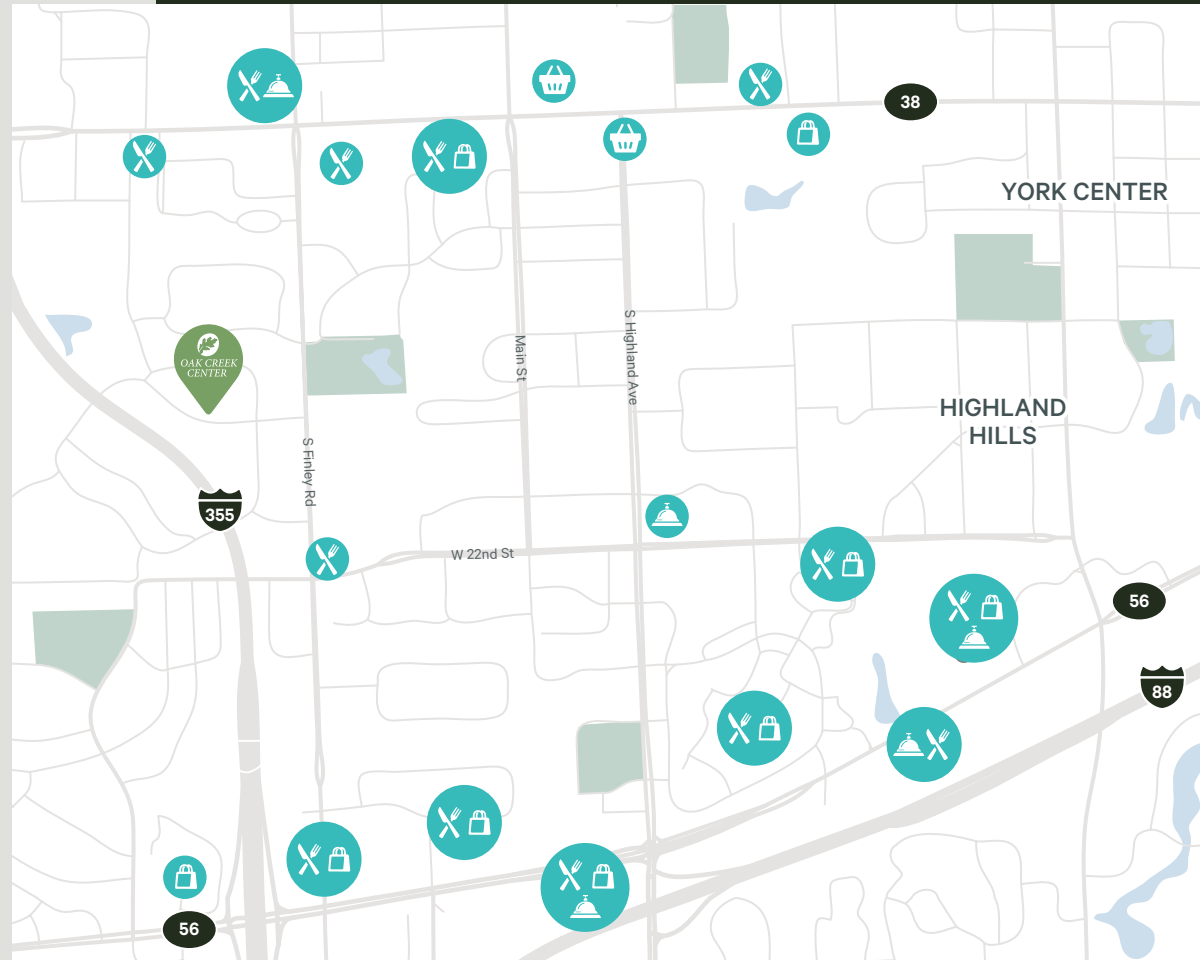 38
YORK CENTER
S Highland Ave
Main St
OAK CREEK
CENTER
HIGHLAND
HILLS
S Finley Rd
355
W 22nd St
56
88
56